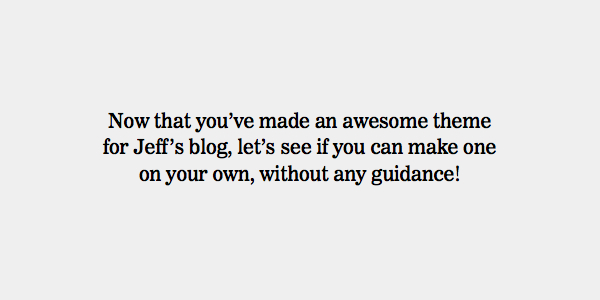 Now that you’ve made an awesome theme
for Jeff’s blog, let’s see if you can make one
on your own, without any guidance!